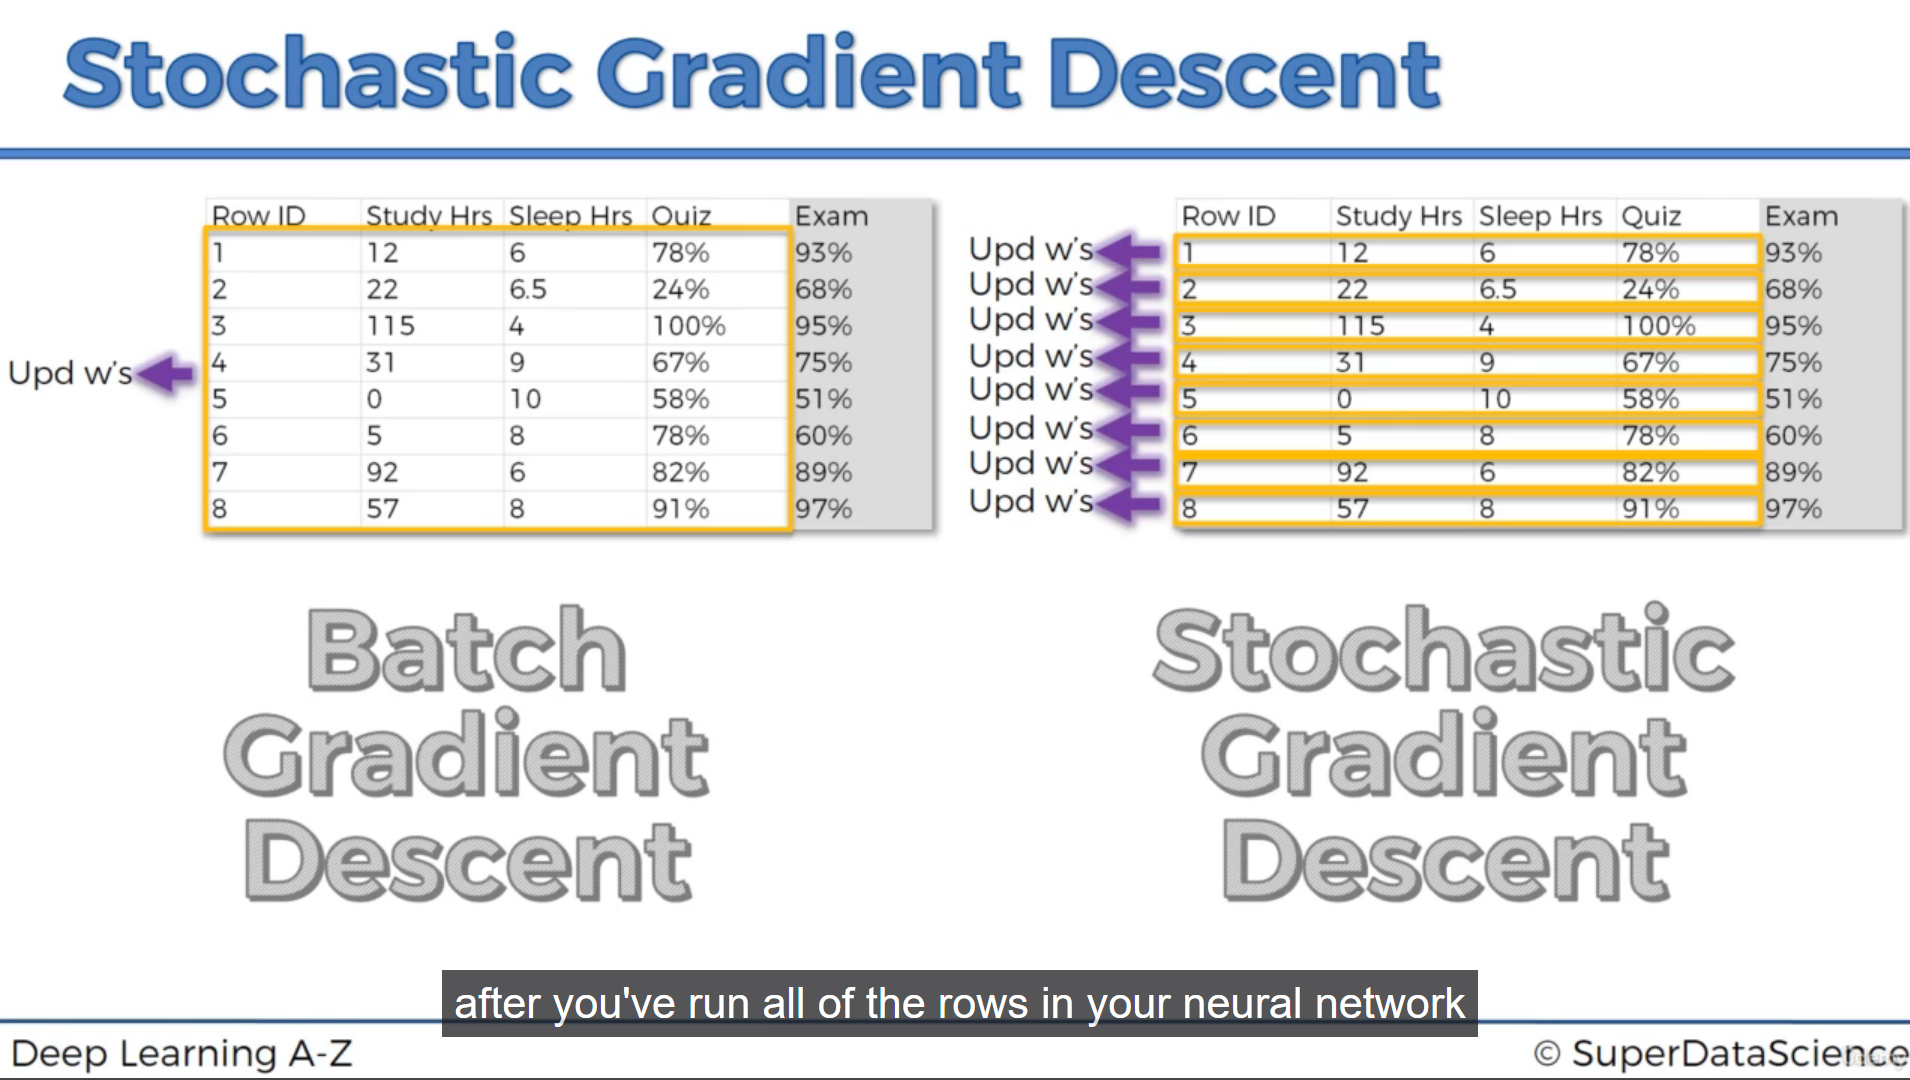 Stochastic Gradient Descent
Row ID Study Hrs Sleep Hrs Quiz Exam
1 12 6 78% 93%
2 22 6.5 24% 68%
3 115 4 100% 95%
4 31 9 67% 75%
5 0 10 58% 51%
6 5 8 78% 60%
7 92 6 82% 89%
8 57 8 91% 97%
Upd w's
Row ID Study Hrs Sleep Hrs Quiz Exam
Upd w's 1 12 6 78% 93%
Upd w's 2 22 6.5 24% 68%
Upd w's 3 115 4 100% 95%
Upd w's 4 31 9 67% 75%
Upd w's 5 0 10 58% 51%
Upd w's 6 5 8 78% 60%
Upd w's 7 92 6 82% 89%
Upd w's 8 57 8 91% 97%
Batch
Gradient
Descent
Stochastic
Gradient
Descent
after you've run all of the rows in your neural network
Deep Learning A-Z
© SuperDataScience